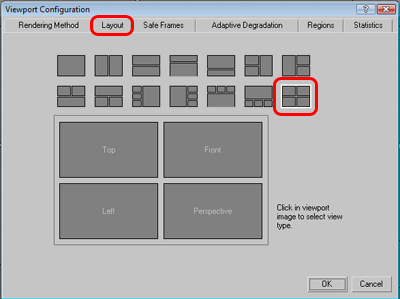 Viewport Configuration
Rendering Method Layout Safe Frames Adaptive Degradation Regions Statistics
Top Front
Left Perspective
Click in viewport
image to select view
type.
OK Cancel